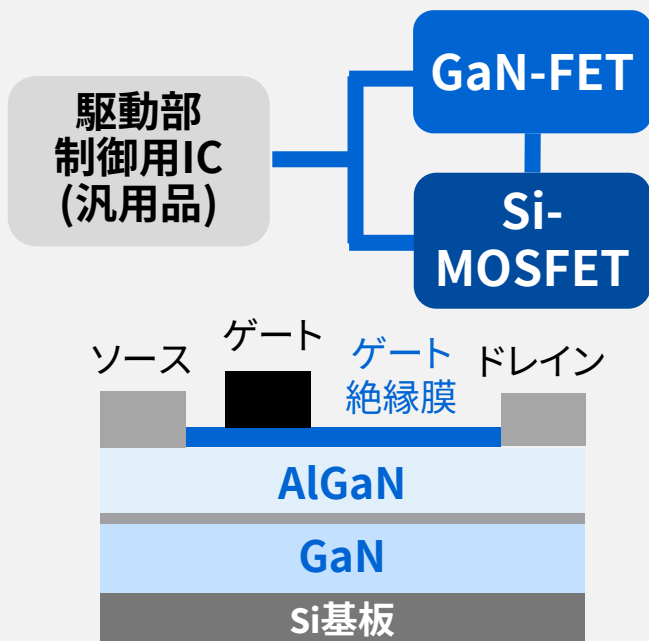 駆動部
制御用IC
(汎用品)
GaN-FET
Si-
MOSFET
ソース
ゲート
ゲート
絶縁膜
ドレイン
AlGaN
GaN
Si基板